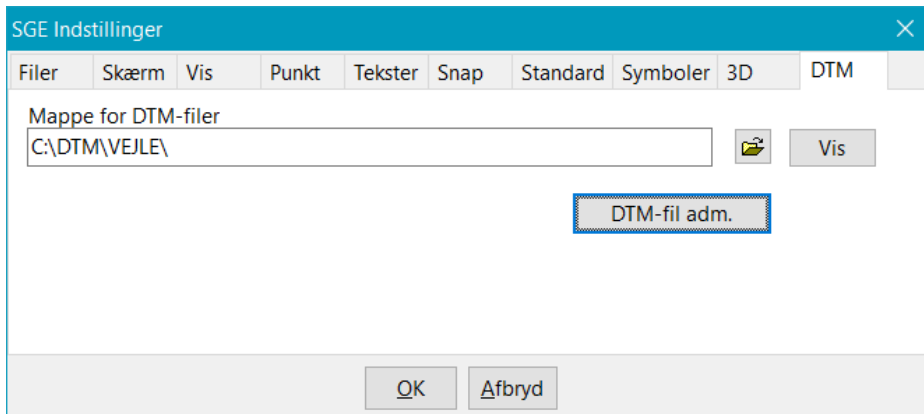 SGE Indstillinger
Filer Skærm Vis Punkt Tekster Snap Standard Symboler 3D DTM
Mappe for DTM-filer
C:\DTM\VEJLE\ Vis
DTM-fil adm.
OK Afbryd